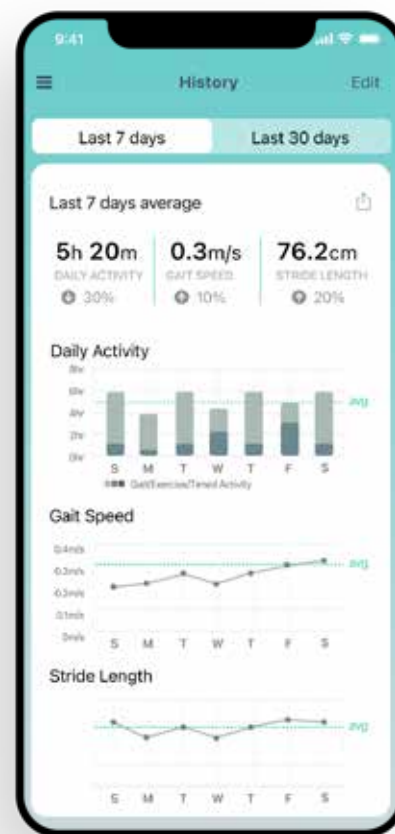 9:41
History Edit
Last 7 days Last 30 days
Last 7 days average
5h 20m 0.3m/s 76.2cm
DAILY ACTIVITY GAIT SPEED STRIDE LENGTH
30% 10% 20%
Daily Activity
8hr
6hr
avg
4hr
2hr
0hr
S M T W T F S
Gait/Exercise/Timed Activity
Gait Speed
0.4m/s
avg
0.3m/s
0.2m/s
0.1m/s
0m/s
S M T W T F S
Stride Length
avg
S M T W T F S